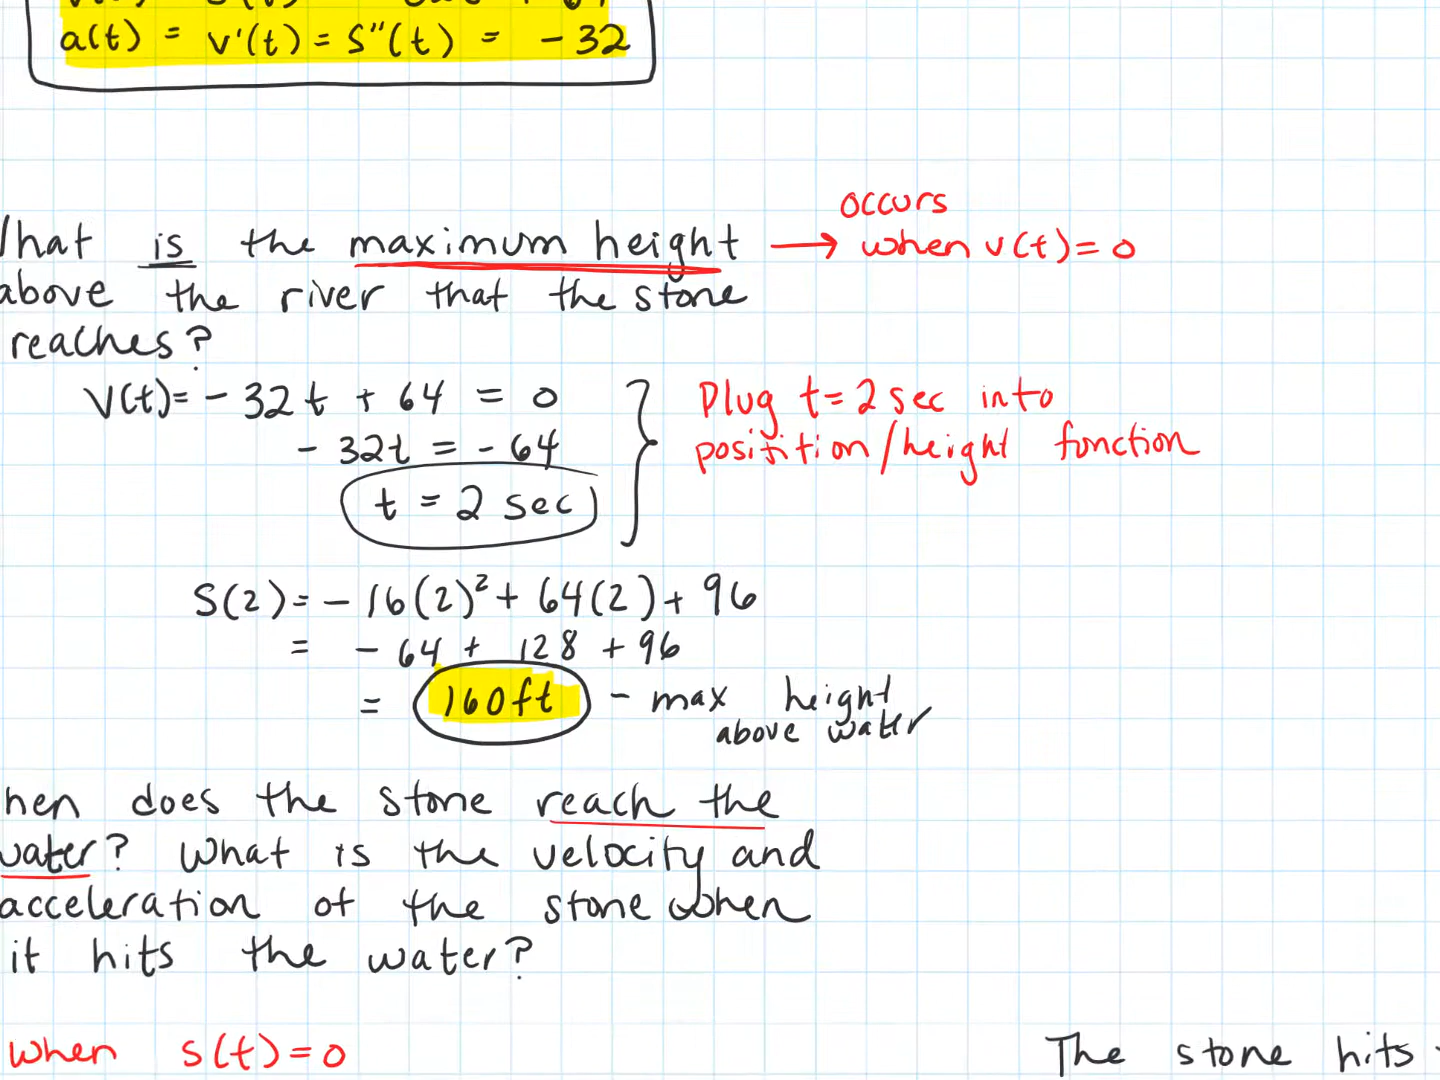 a(t) = v'(t) = s''(t) = -32
occurs
is the maximum height → when v(t)=0
above the river that the stone
reaches?
V(t)= -32t + 64 = 0
Plug t=2 sec into
-32t = -64
positition/height function
t = 2 sec
S(2)= -16(2)²+ 64(2)+ 96
= -64 + 128 +96
= 160ft - max height
above water
does the stone reach the
water? What is the velocity and
acceleration of the stone when
it hits the water?
when s(t)=0
The stone hits